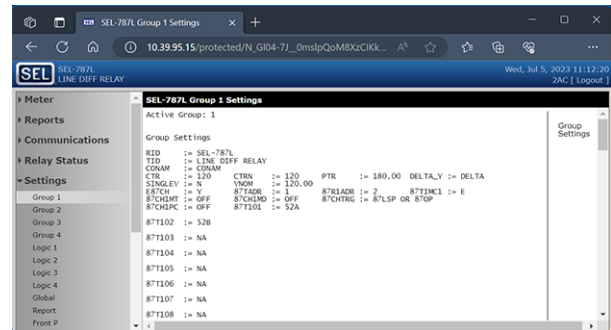 SEL-787L Group 1 Settings
10.39.95.15/protected/N_GI04-7J__0mslpQoM8XzCIKk...
SEL
SEL-787L
LINE DIFF RELAY
Wed, Jul 5, 2023 11:12:20
2AC [ Logout ]
Meter
Reports
Communications
Relay Status
Settings
Group 1
Group 2
Group 3
Group 4
Logic 1
Logic 2
Logic 3
Logic 4
Global
Report
Front P
SEL-787L Group 1 Settings
Active Group: 1
Group Settings
RID := SEL-787L
TID := LINE DIFF RELAY
CONAM := CONAM
CTR := 120 CTRN := 120 PTR := 180.00 DELTA_Y := DELTA
SINGLEV := N VNOM := 120.00
E87CH := Y 87TADR := 1 87R1ADR := 2 87TIMC1 := E
87CH1MT := OFF 87CH1MD := OFF 87CHTRG := 87LSP OR 87OP
87CH1PC := OFF 87T101 := 52A
87T102 := 52B
87T103 := NA
87T104 := NA
87T105 := NA
87T106 := NA
87T107 := NA
87T108 := NA
Group
Settings